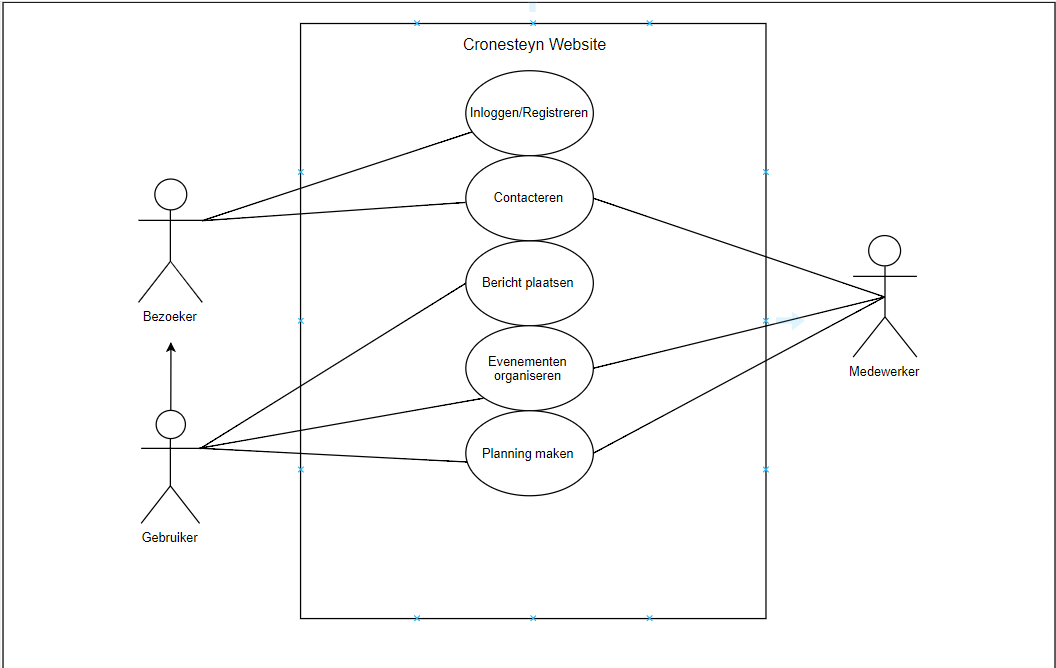 Cronesteyn Website
Inloggen/Registreren
Contacteren
Bericht plaatsen
Evenementen
organiseren
Planning maken
Bezoeker
Gebruiker
Medewerker